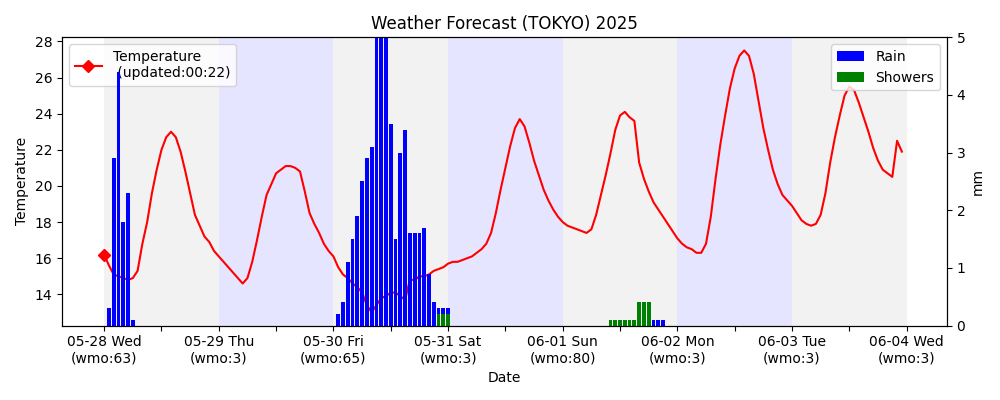 Weather Forecast (TOKYO) 2025
Temperature
(updated:00:22)
Rain
Showers
28
26
24
22
20
18
16
14
Temperature
5
4
3
2
1
0
mm
05-28 Wed
(wmo:63)
05-29 Thu
(wmo:3)
05-30 Fri
(wmo:65)
05-31 Sat
(wmo:3)
06-01 Sun
(wmo:80)
06-02 Mon
(wmo:3)
06-03 Tue
(wmo:3)
06-04 Wed
(wmo:3)
Date